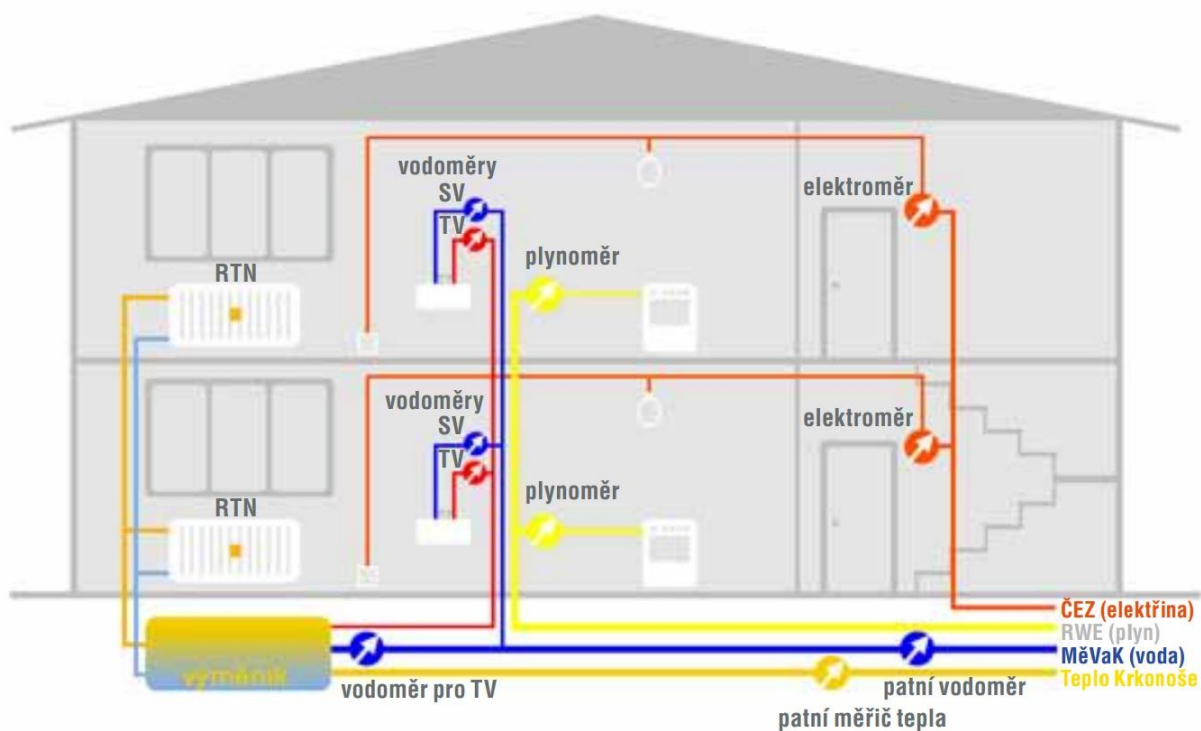 vodoměry
SV
TV
elektroměr
plynoměr
RTN
vodoměry
SV
TV
elektroměr
plynoměr
RTN
ČEZ (elektřina)
RWE (plyn)
MěVaK (voda)
Teplo Krkonoše
výměník
vodoměr pro TV
patní vodoměr
patní měřič tepla